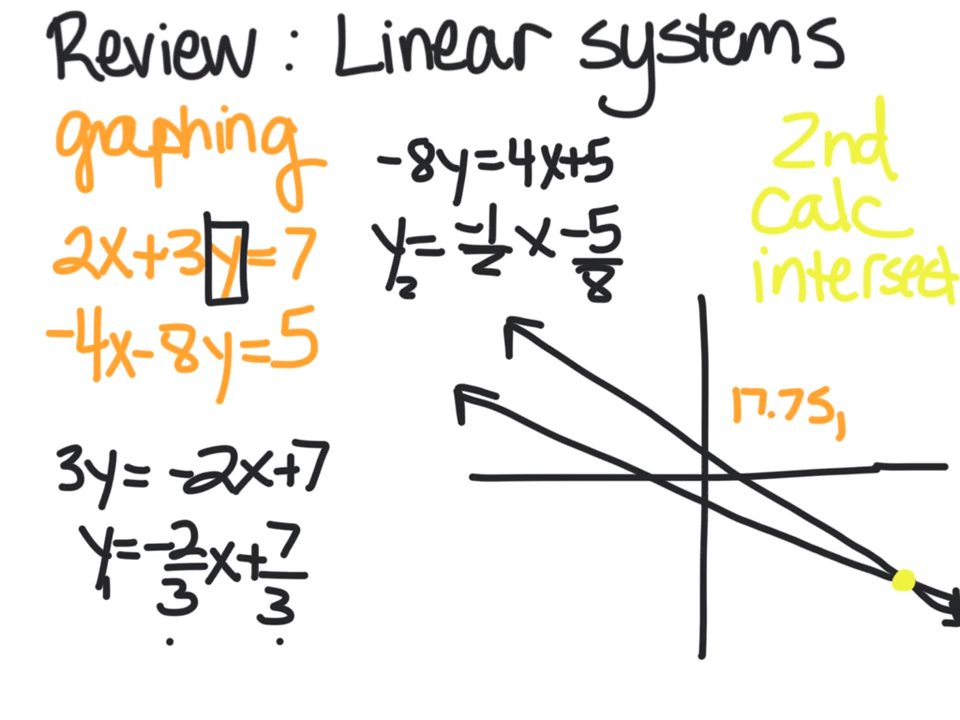 Review: Linear systems
graphing
2x+3y=7
-4x-8y=5
3y=-2x+7
y₁=-2/3x+7/3
-8y=4x+5
y₂=-1/2x-5/8
2nd
calc
intersect
17.75,